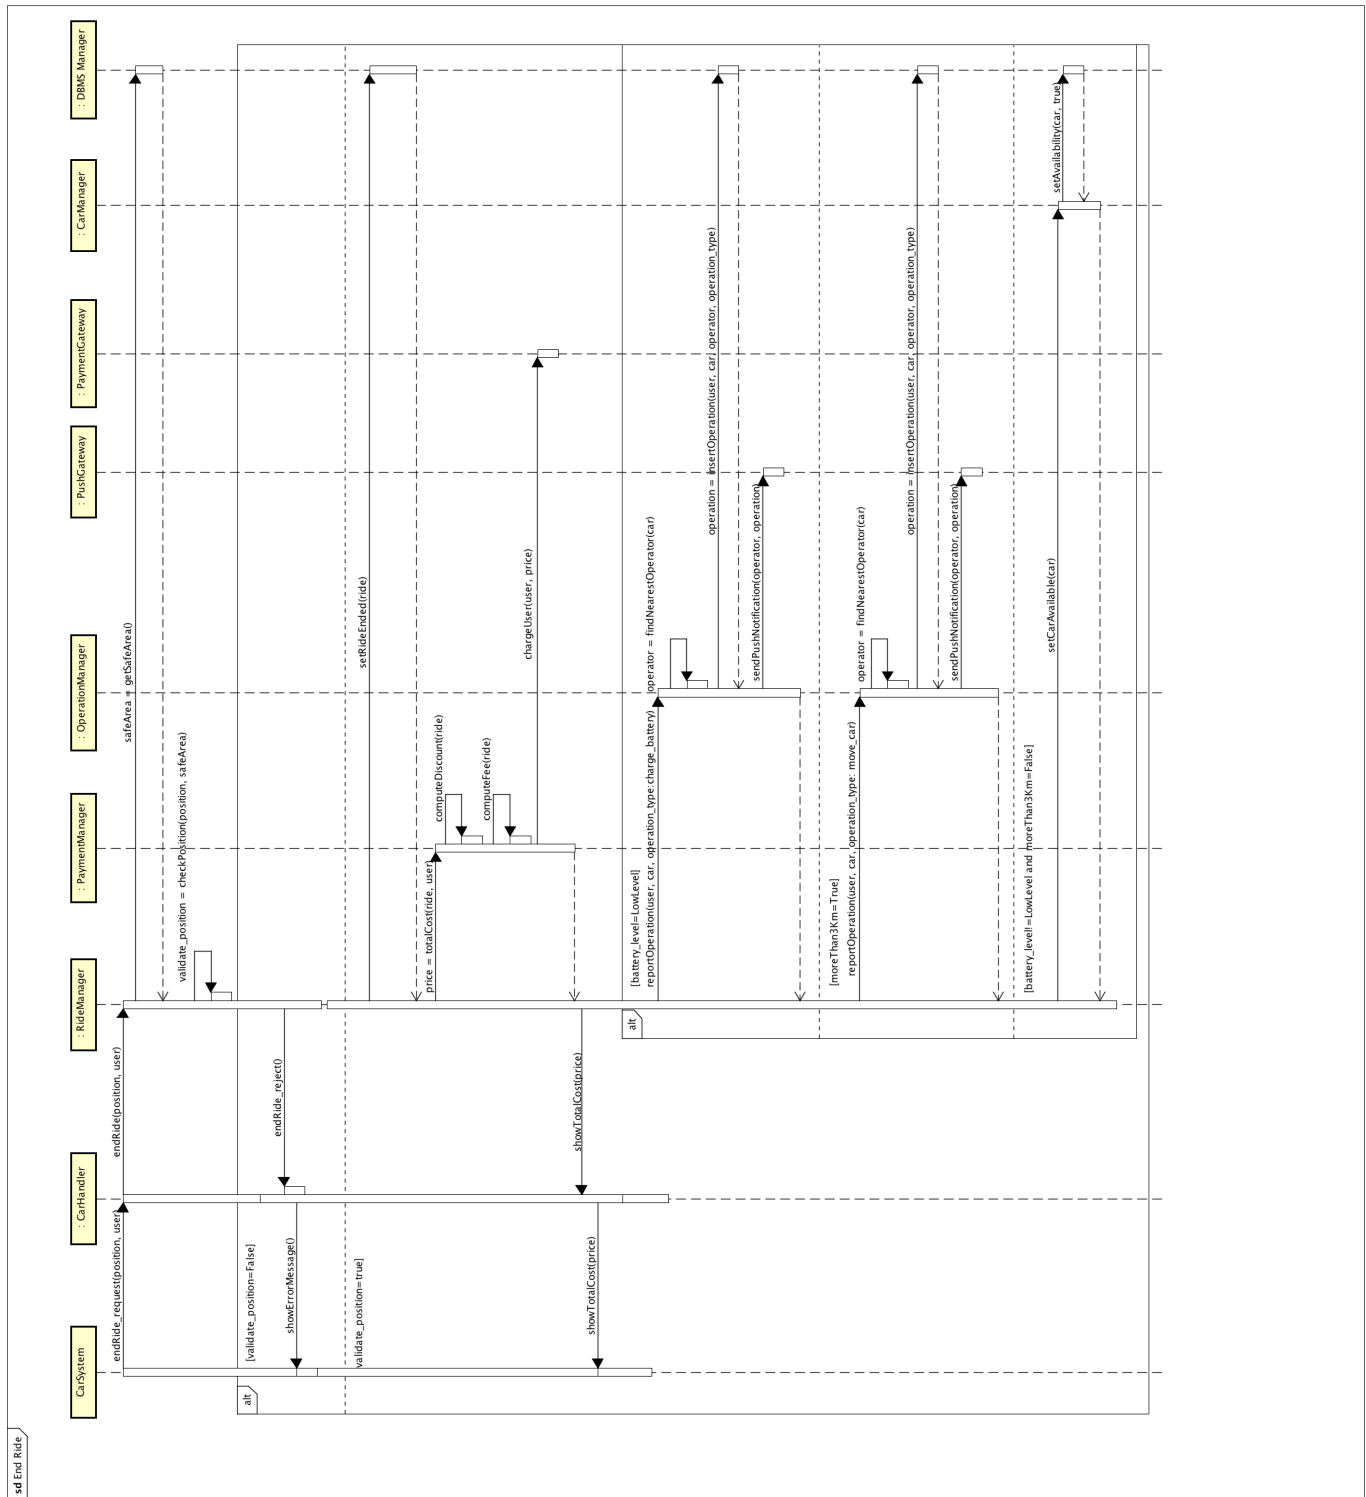 sd End Ride
CarSystem
: CarHandler
: RideManager
: PaymentManager
: OperationManager
: PushGateway
: PaymentGateway
: CarManager
: DBMS Manager
endRide_request(position, user)
endRide(position, user)
safeArea = getSafeArea()
validate_position = checkPosition(position, safeArea)
alt
[validate_position=False]
endRide_reject()
showErrorMessage()
validate_position=true]
setRideEnded(ride)
price = totalCost(ride, user)
computeDiscount(ride)
computeFee(ride)
chargeUser(user, price)
showTotalCost(price)
showTotalCost(price)
alt
[battery_level=LowLevel]
reportOperation(user, car, operation_type:charge_battery)
operator = findNearestOperator(car)
operation = insertOperation(user, car, operator, operation_type)
sendPushNotification(operator, operation)
[moreThan3Km=True]
reportOperation(user, car, operation_type: move_car)
operator = findNearestOperator(car)
operation = insertOperation(user, car, operator, operation_type)
sendPushNotification(operator, operation)
[battery_level!=LowLevel and moreThan3Km=False]
setCarAvailable(car)
setAvailability(car, true)